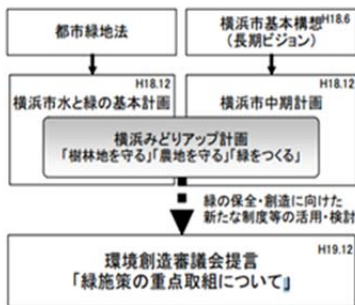 都市緑地法
横浜市基本構想 H18.6
(長期ビジョン)
H18.12
横浜市水と緑の基本計画
H18.12
横浜市中期計画
横浜みどりアップ計画
「樹林地を守る」「農地を守る」「緑をつくる」
緑の保全・創造に向けた
新たな制度等の活用・検討
H19.12
環境創造審議会提言
「緑施策の重点取組について」